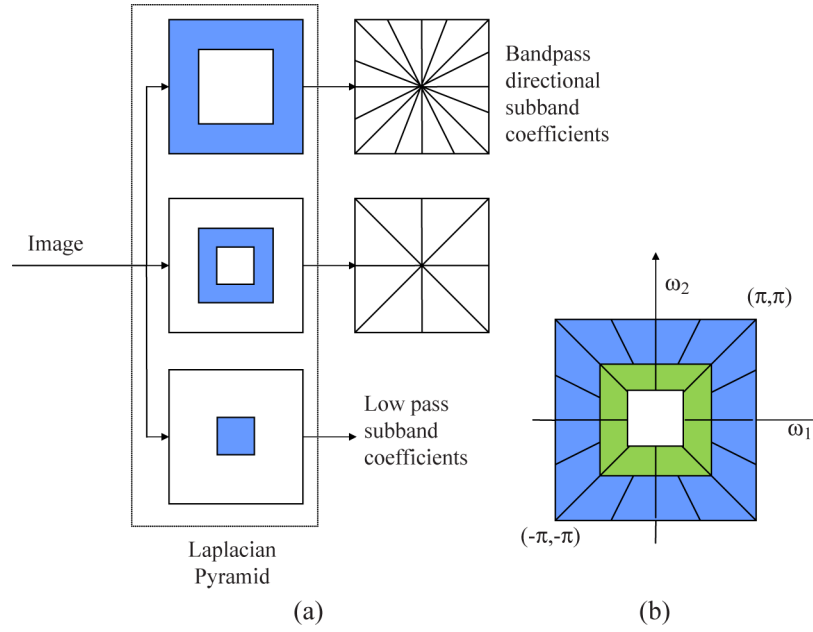 Bandpass
directional
subband
coefficients
Image
Low pass
subband
coefficients
Laplacian
Pyramid
(a)
ω2
(π,π)
ω1
(-π,-π)
(b)